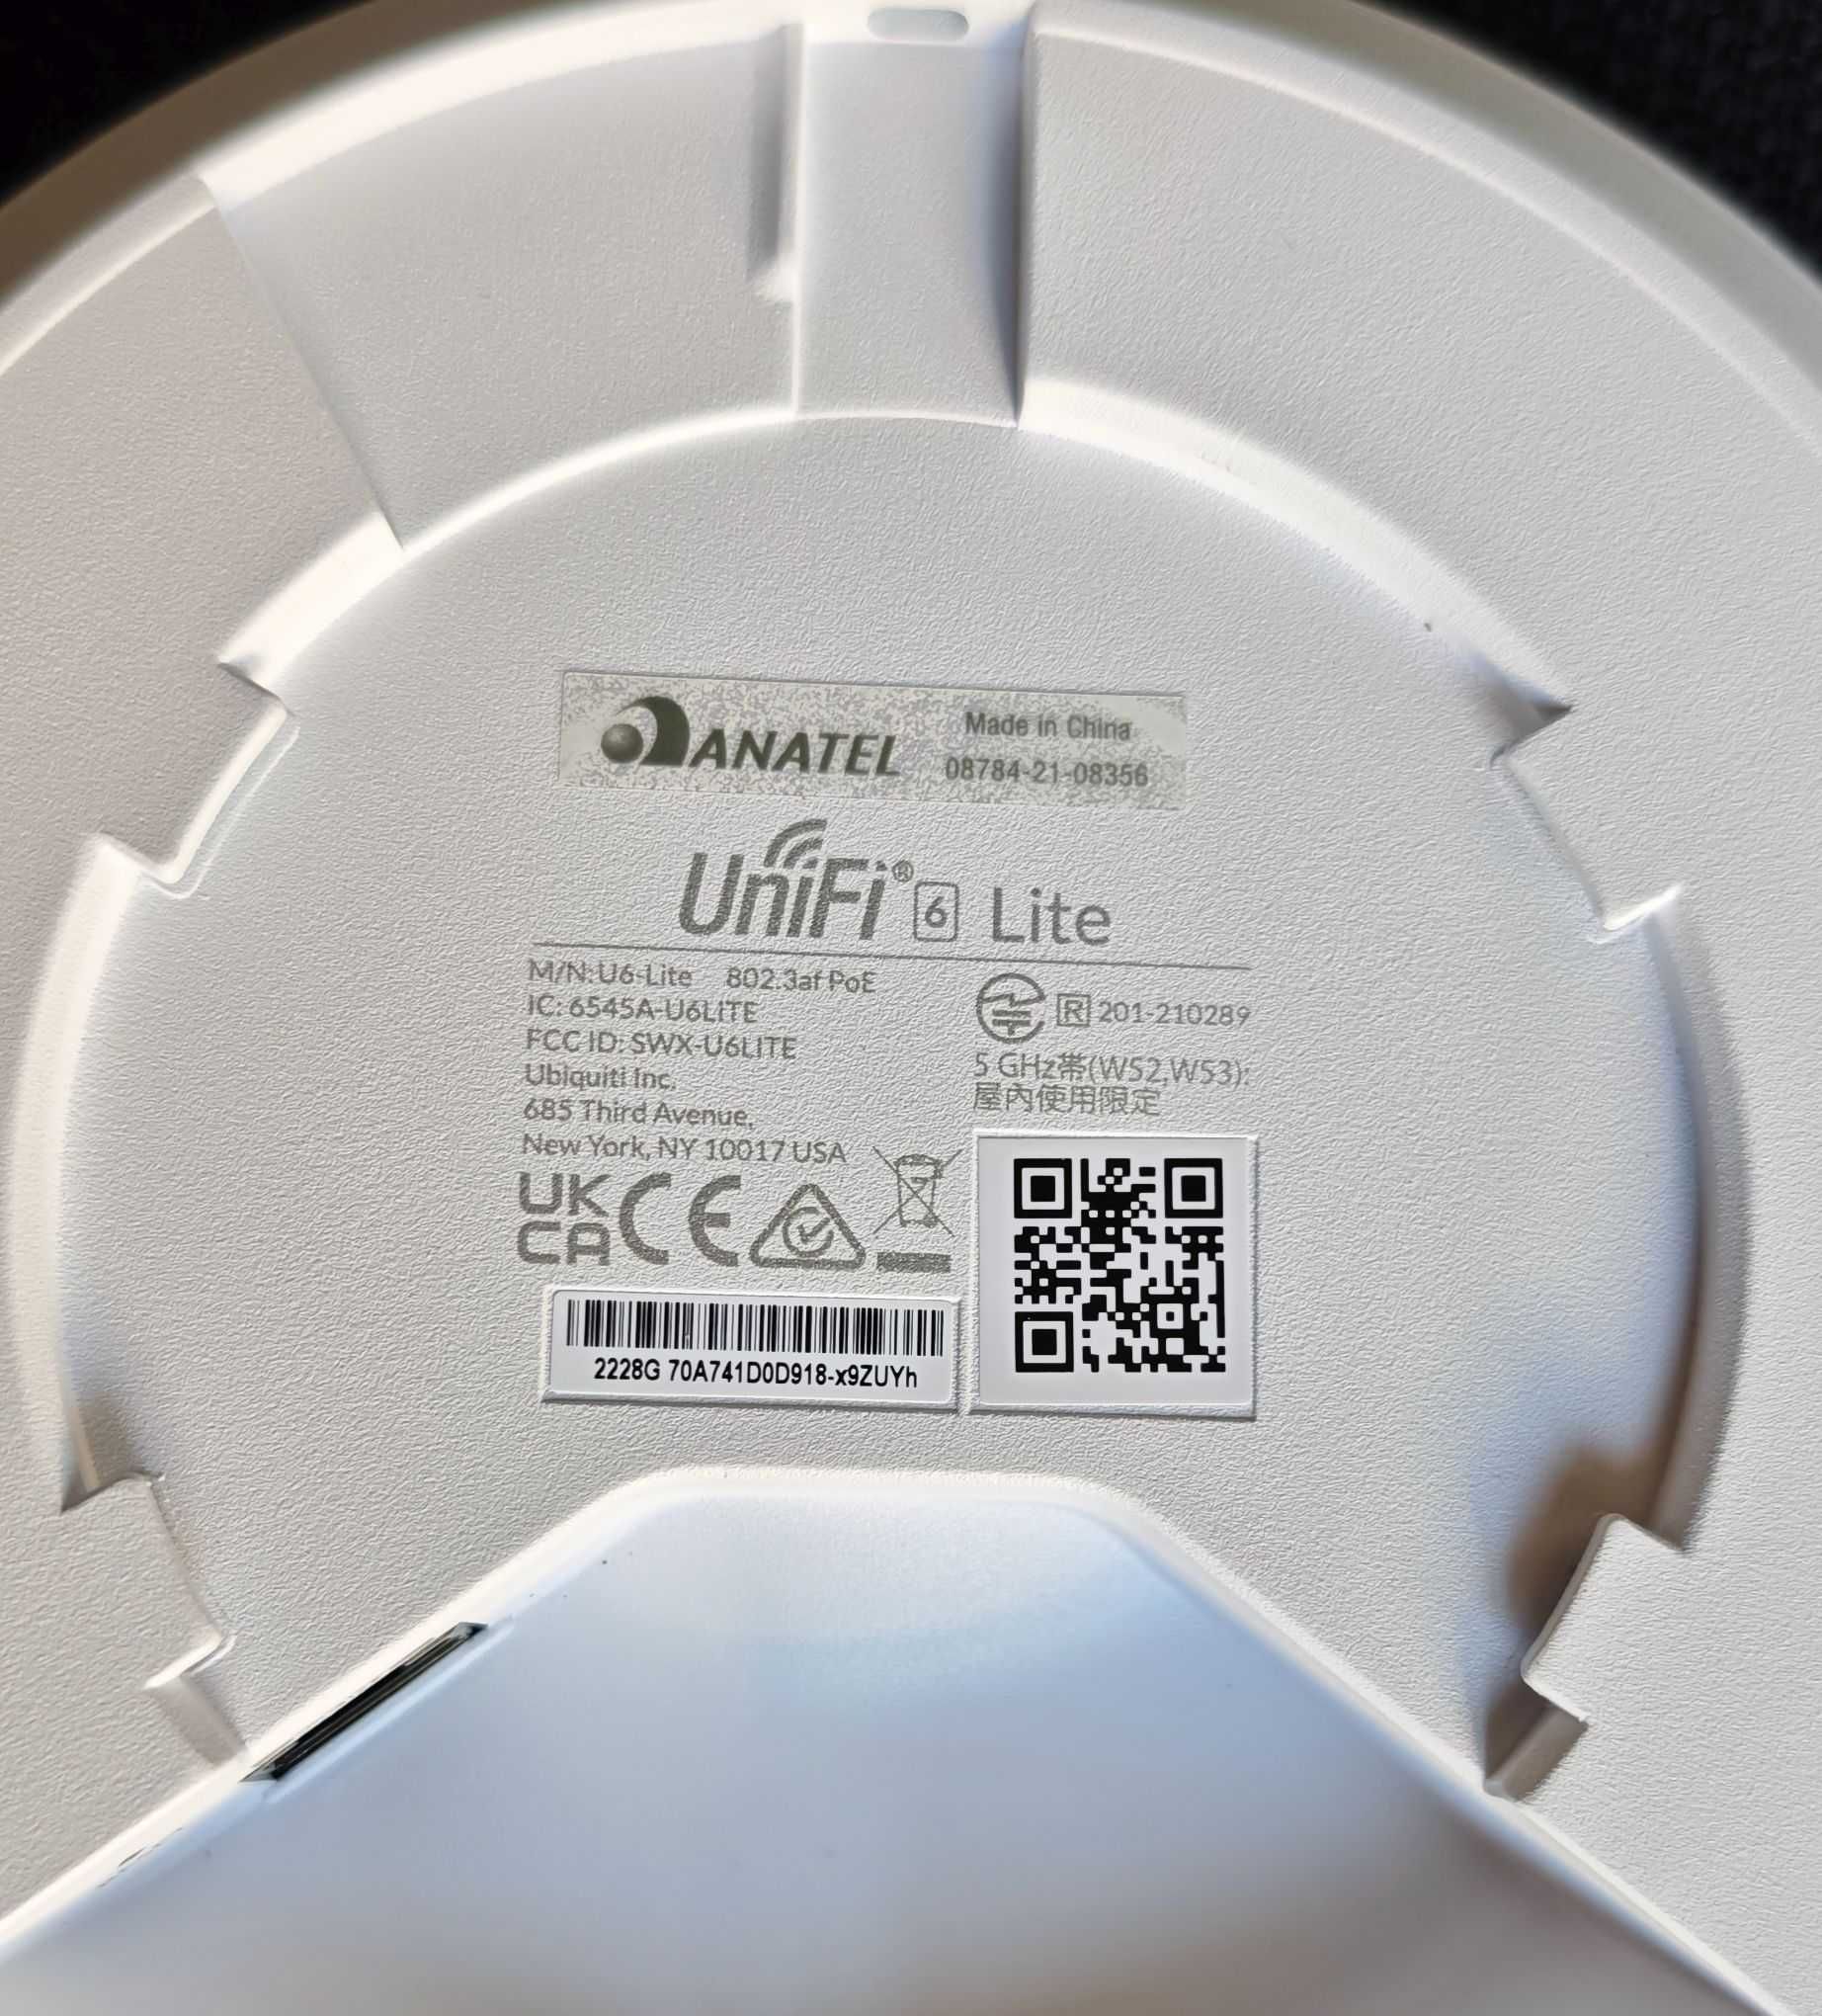 ANATEL
Made in China
08784-21-08356
UniFi® 6 Lite
M/N: U6-Lite 802.3af PoE
IC: 6545A-U6LITE
FCC ID: SWX-U6LITE
Ubiquiti Inc.
685 Third Avenue,
New York, NY 10017 USA
R 201-210289
5 GHz帯(W52,W53):
屋內使用限定
UK
CA CE
2228G 70A741D0D918-x9ZUYh